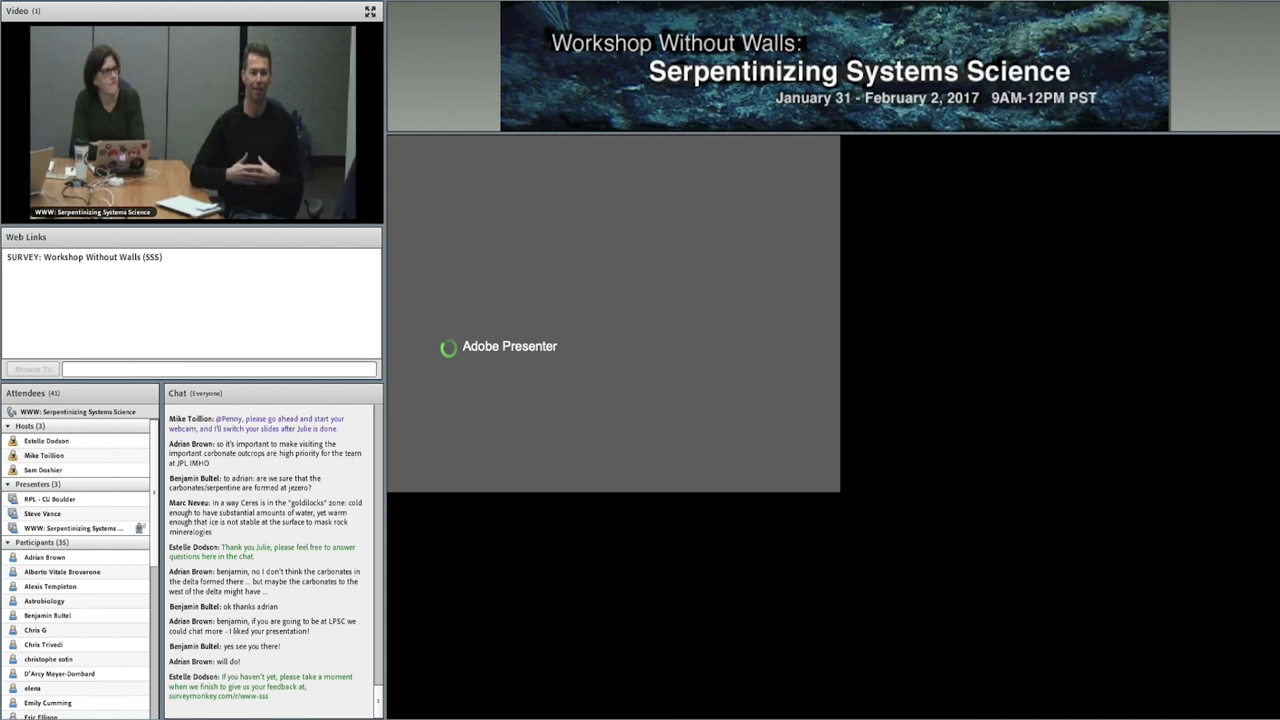 Video (1)
WWW: Serpentinizing Systems Science
Workshop Without Walls:
Serpentinizing Systems Science
January 31 - February 2, 2017 9AM-12PM PST
Web Links
SURVEY: Workshop Without Walls (SSS)
Browse To
Adobe Presenter
Attendees (41)
WWW: Serpentinizing Systems Science
Hosts (3)
Estelle Dodson
Mike Toillion
Sam Doshier
Presenters (3)
RPL - CU Boulder
Steve Vance
WWW: Serpentinizing Systems ...
Participants (35)
Adrian Brown
Alberto Vitale Brovarone
Alexis Templeton
Astrobiology
Benjamin Bultel
Chris G
Chris Trivedi
christophe sotin
D'Arcy Meyer-Dombard
elena
Emily Cumming
Eric Ellison
Chat (Everyone)
Mike Toillion: @Penny, please go ahead and start your
webcam, and I'll switch your slides after Julie is done.
Adrian Brown: so it's important to make visiting the
important carbonate outcrops are high priority for the team
at JPL IMHO
Benjamin Bultel: to adrian: are we sure that the
carbonates/serpentine are formed at jezero?
Marc Neveu: In a way Ceres is in the "goldilocks" zone: cold
enough to have substantial amounts of water, yet warm
enough that ice is not stable at the surface to mask rock
mineralogies
Estelle Dodson: Thank you Julie, please feel free to answer
questions here in the chat.
Adrian Brown: benjamin, no I don't think the carbonates in
the delta formed there ... but maybe the carbonates to the
west of the delta might have ...
Benjamin Bultel: ok thanks adrian
Adrian Brown: benjamin, if you are going to be at LPSC we
could chat more - I liked your presentation!
Benjamin Bultel: yes see you there!
Adrian Brown: will do!
Estelle Dodson: If you haven't yet, please take a moment
when we finish to give us your feedback at,
surveymonkey.com/r/www-sss